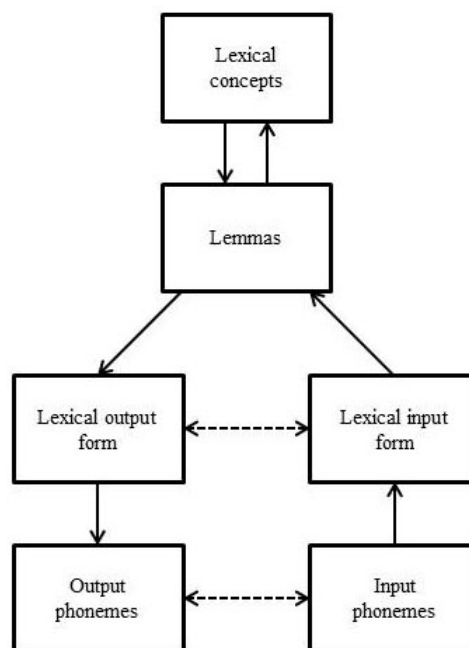 Lexical
concepts
Lemmas
Lexical output
form
Lexical input
form
Output
phonemes
Input
phonemes